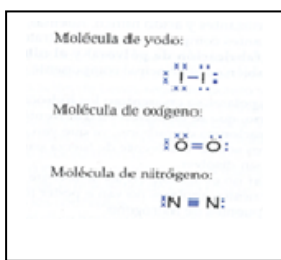 Molécula de yodo:
:I–I:
Molécula de oxígeno:
:O=O:
Molécula de nitrógeno:
:N≡N: